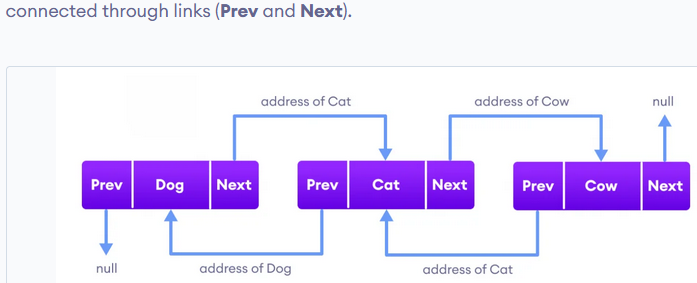 connected through links (Prev and Next).
address of Cat
address of Cow
null
Prev Dog Next
Prev Cat Next
Prev Cow Next
null
address of Dog
address of Cat